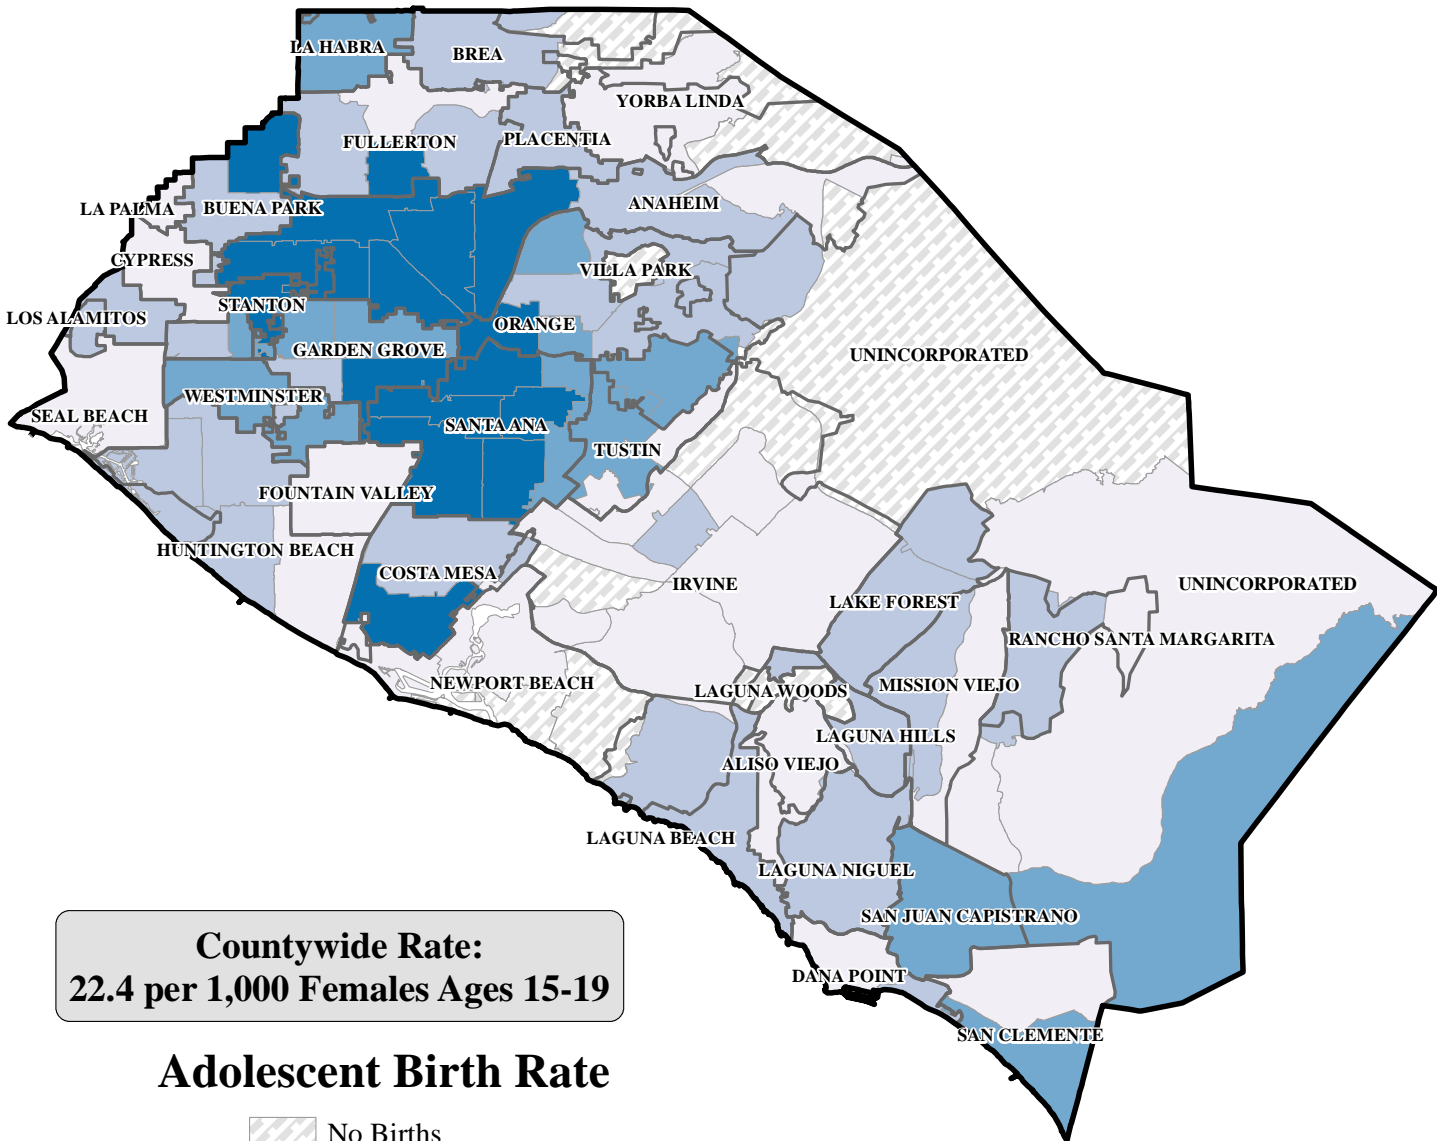 LA HABRA
BREA
YORBA LINDA
FULLERTON
PLACENTIA
LA PALMA
BUENA PARK
ANAHEIM
CYPRESS
VILLA PARK
STANTON
LOS ALAMITOS
ORANGE
GARDEN GROVE
UNINCORPORATED
WESTMINSTER
SEAL BEACH
SANTA ANA
TUSTIN
FOUNTAIN VALLEY
HUNTINGTON BEACH
COSTA MESA
IRVINE
UNINCORPORATED
LAKE FOREST
RANCHO SANTA MARGARITA
NEWPORT BEACH
LAGUNA WOODS
MISSION VIEJO
LAGUNA HILLS
ALISO VIEJO
LAGUNA BEACH
LAGUNA NIGUEL
SAN JUAN CAPISTRANO
DANA POINT
SAN CLEMENTE
Countywide Rate:
22.4 per 1,000 Females Ages 15-19
Adolescent Birth Rate
No Births